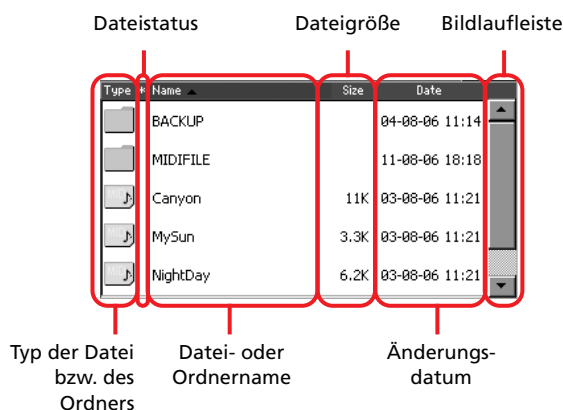 Dateistatus Dateigröße Bildlaufleiste
Type * Name Size Date
BACKUP 04-08-06 11:14
MIDIFILE 11-08-06 18:18
Canyon 11K 03-08-06 11:21
MySun 3.3K 03-08-06 11:21
NightDay 6.2K 03-08-06 11:21
Typ der Datei
bzw. des
Ordners
Datei- oder
Ordnername
Änderungs-
datum